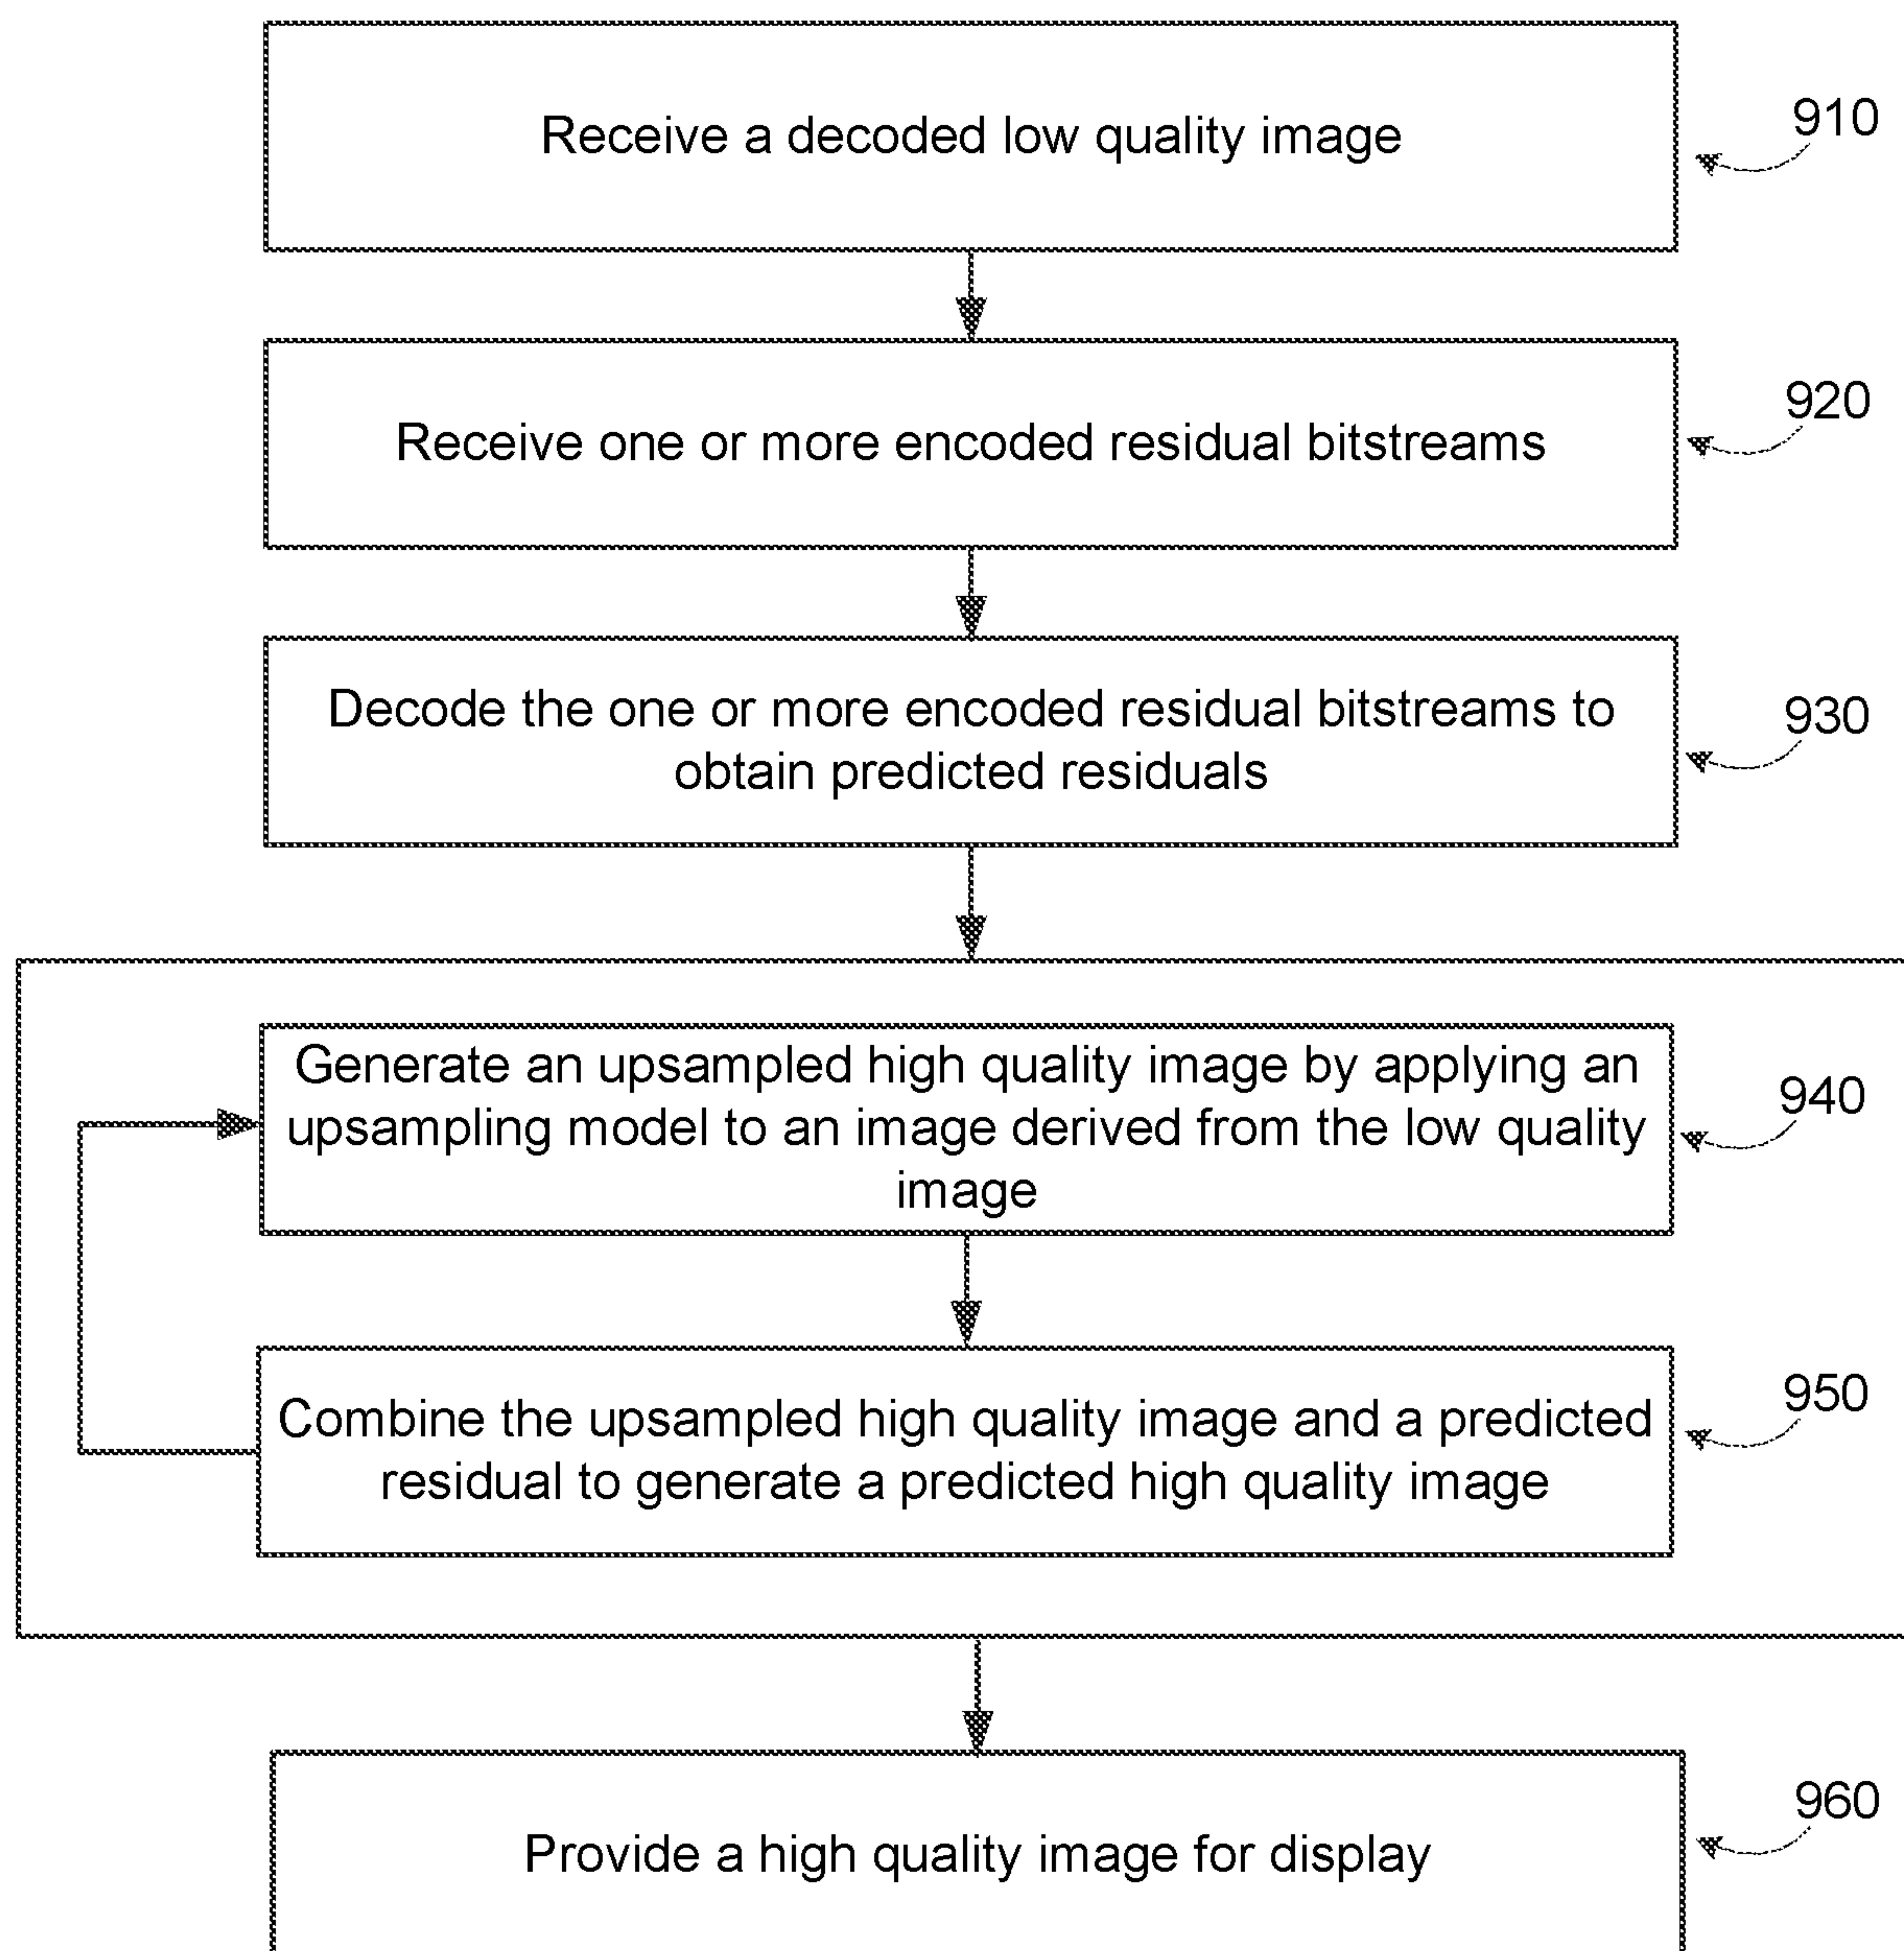 Receive a decoded low quality image
910
Receive one or more encoded residual bitstreams
920
Decode the one or more encoded residual bitstreams to
obtain predicted residuals
930
Generate an upsampled high quality image by applying an
upsampling model to an image derived from the low quality
image
940
Combine the upsampled high quality image and a predicted
residual to generate a predicted high quality image
950
Provide a high quality image for display
960